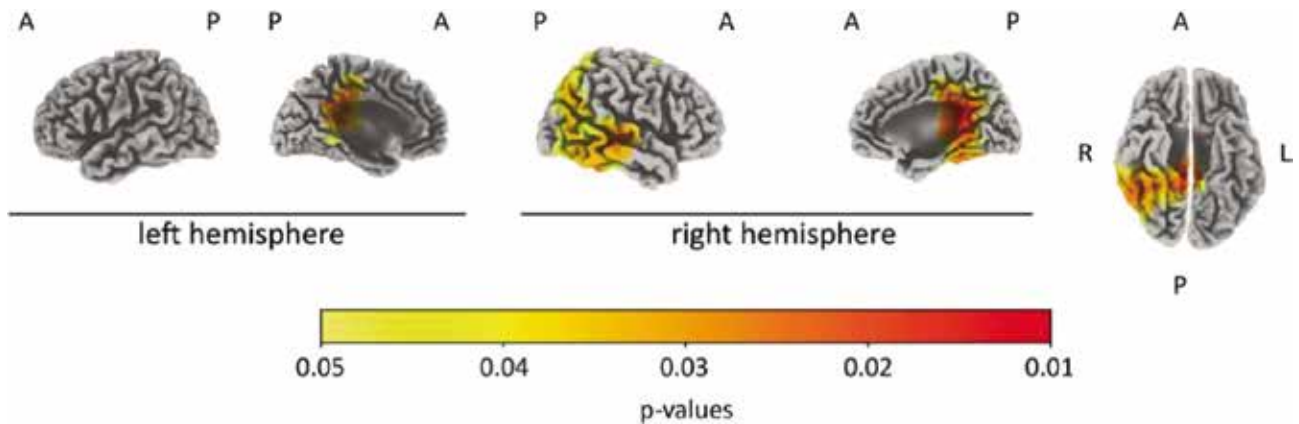 A P P A P A A P A
R L
left hemisphere right hemisphere
P
0.05 0.04 0.03 0.02 0.01
p-values